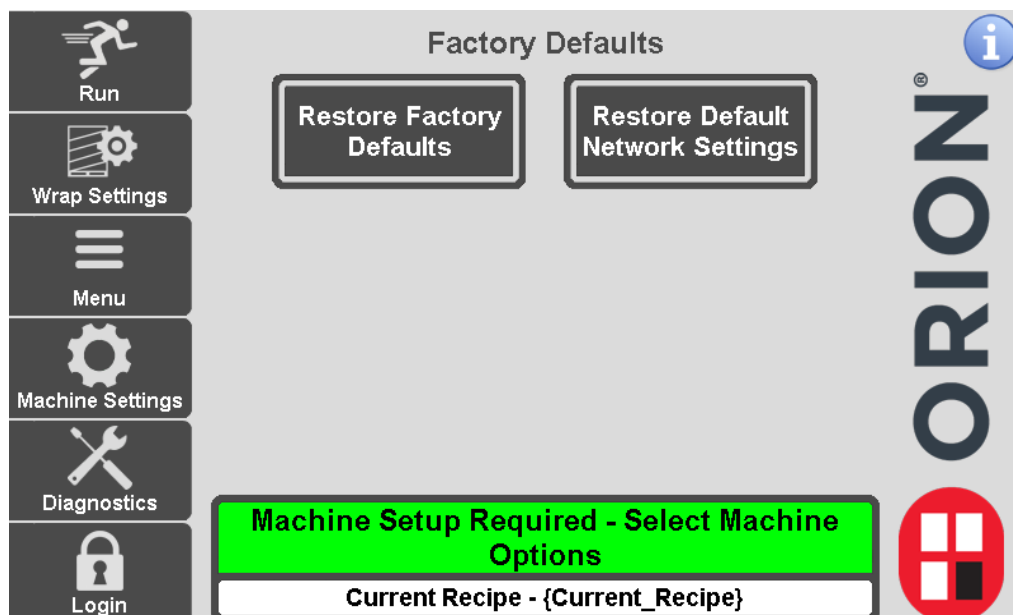 Run
Wrap Settings
Menu
Machine Settings
Diagnostics
Login
Factory Defaults
Restore Factory
Defaults
Restore Default
Network Settings
Machine Setup Required - Select Machine
Options
Current Recipe - {Current_Recipe}
i
ORION®